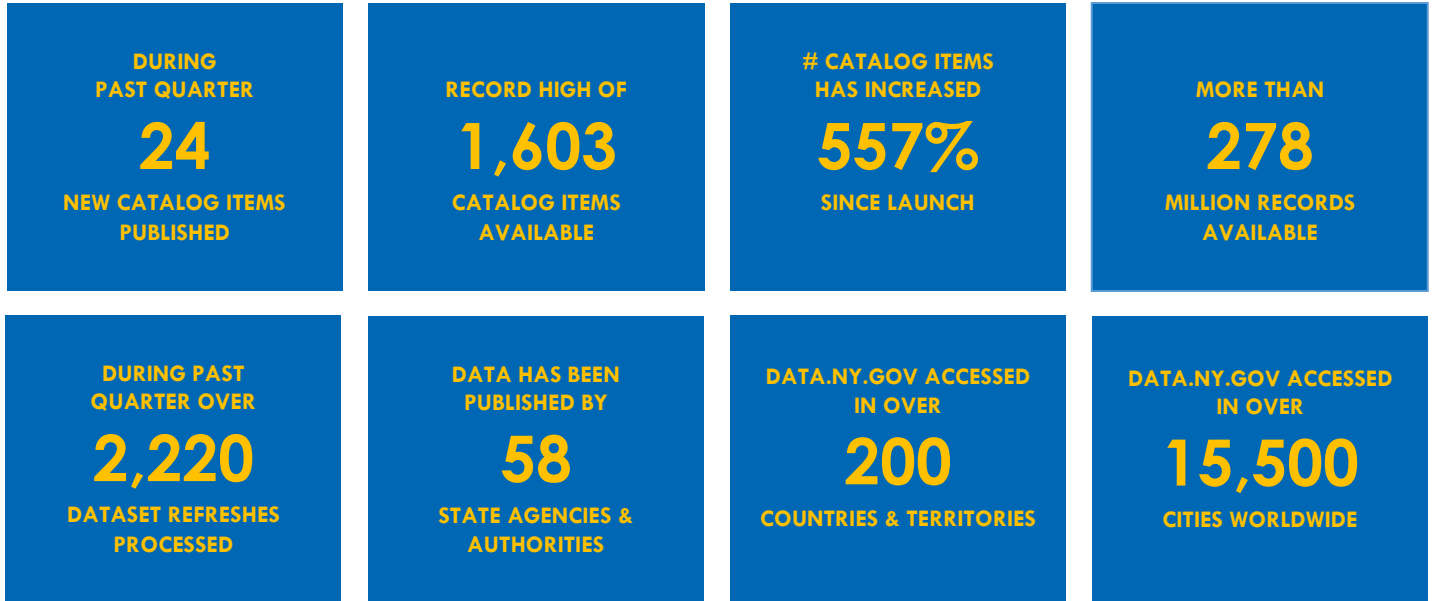 DURING
PAST QUARTER
24
NEW CATALOG ITEMS
PUBLISHED
RECORD HIGH OF
1,603
CATALOG ITEMS
AVAILABLE
# CATALOG ITEMS
HAS INCREASED
557%
SINCE LAUNCH
MORE THAN
278
MILLION RECORDS
AVAILABLE
DURING PAST
QUARTER OVER
2,220
DATASET REFRESHES
PROCESSED
DATA HAS BEEN
PUBLISHED BY
58
STATE AGENCIES &
AUTHORITIES
DATA.NY.GOV ACCESSED
IN OVER
200
COUNTRIES & TERRITORIES
DATA.NY.GOV ACCESSED
IN OVER
15,500
CITIES WORLDWIDE